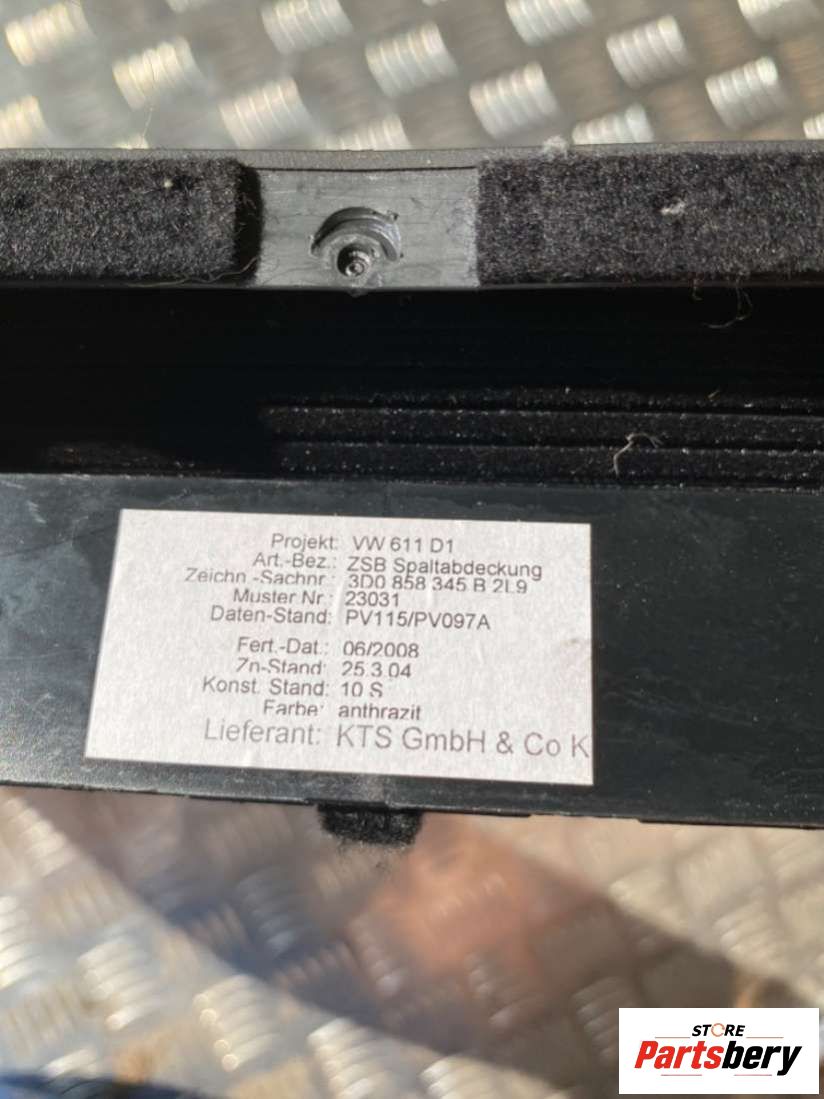 Projekt: VW 611 D1
Art.-Bez.: ZSB Spaltabdeckung
Zeichn.-Sachnr.: 3D0 858 345 B 2L9
Muster Nr.: 23031
Daten-Stand: PV115/PV097A
Fert.-Dat.: 06/2008
Zn-Stand: 25.3.04
Konst. Stand: 10 S
Farbe: anthrazit
Lieferant: KTS GmbH & Co K
STORE
Partsbery